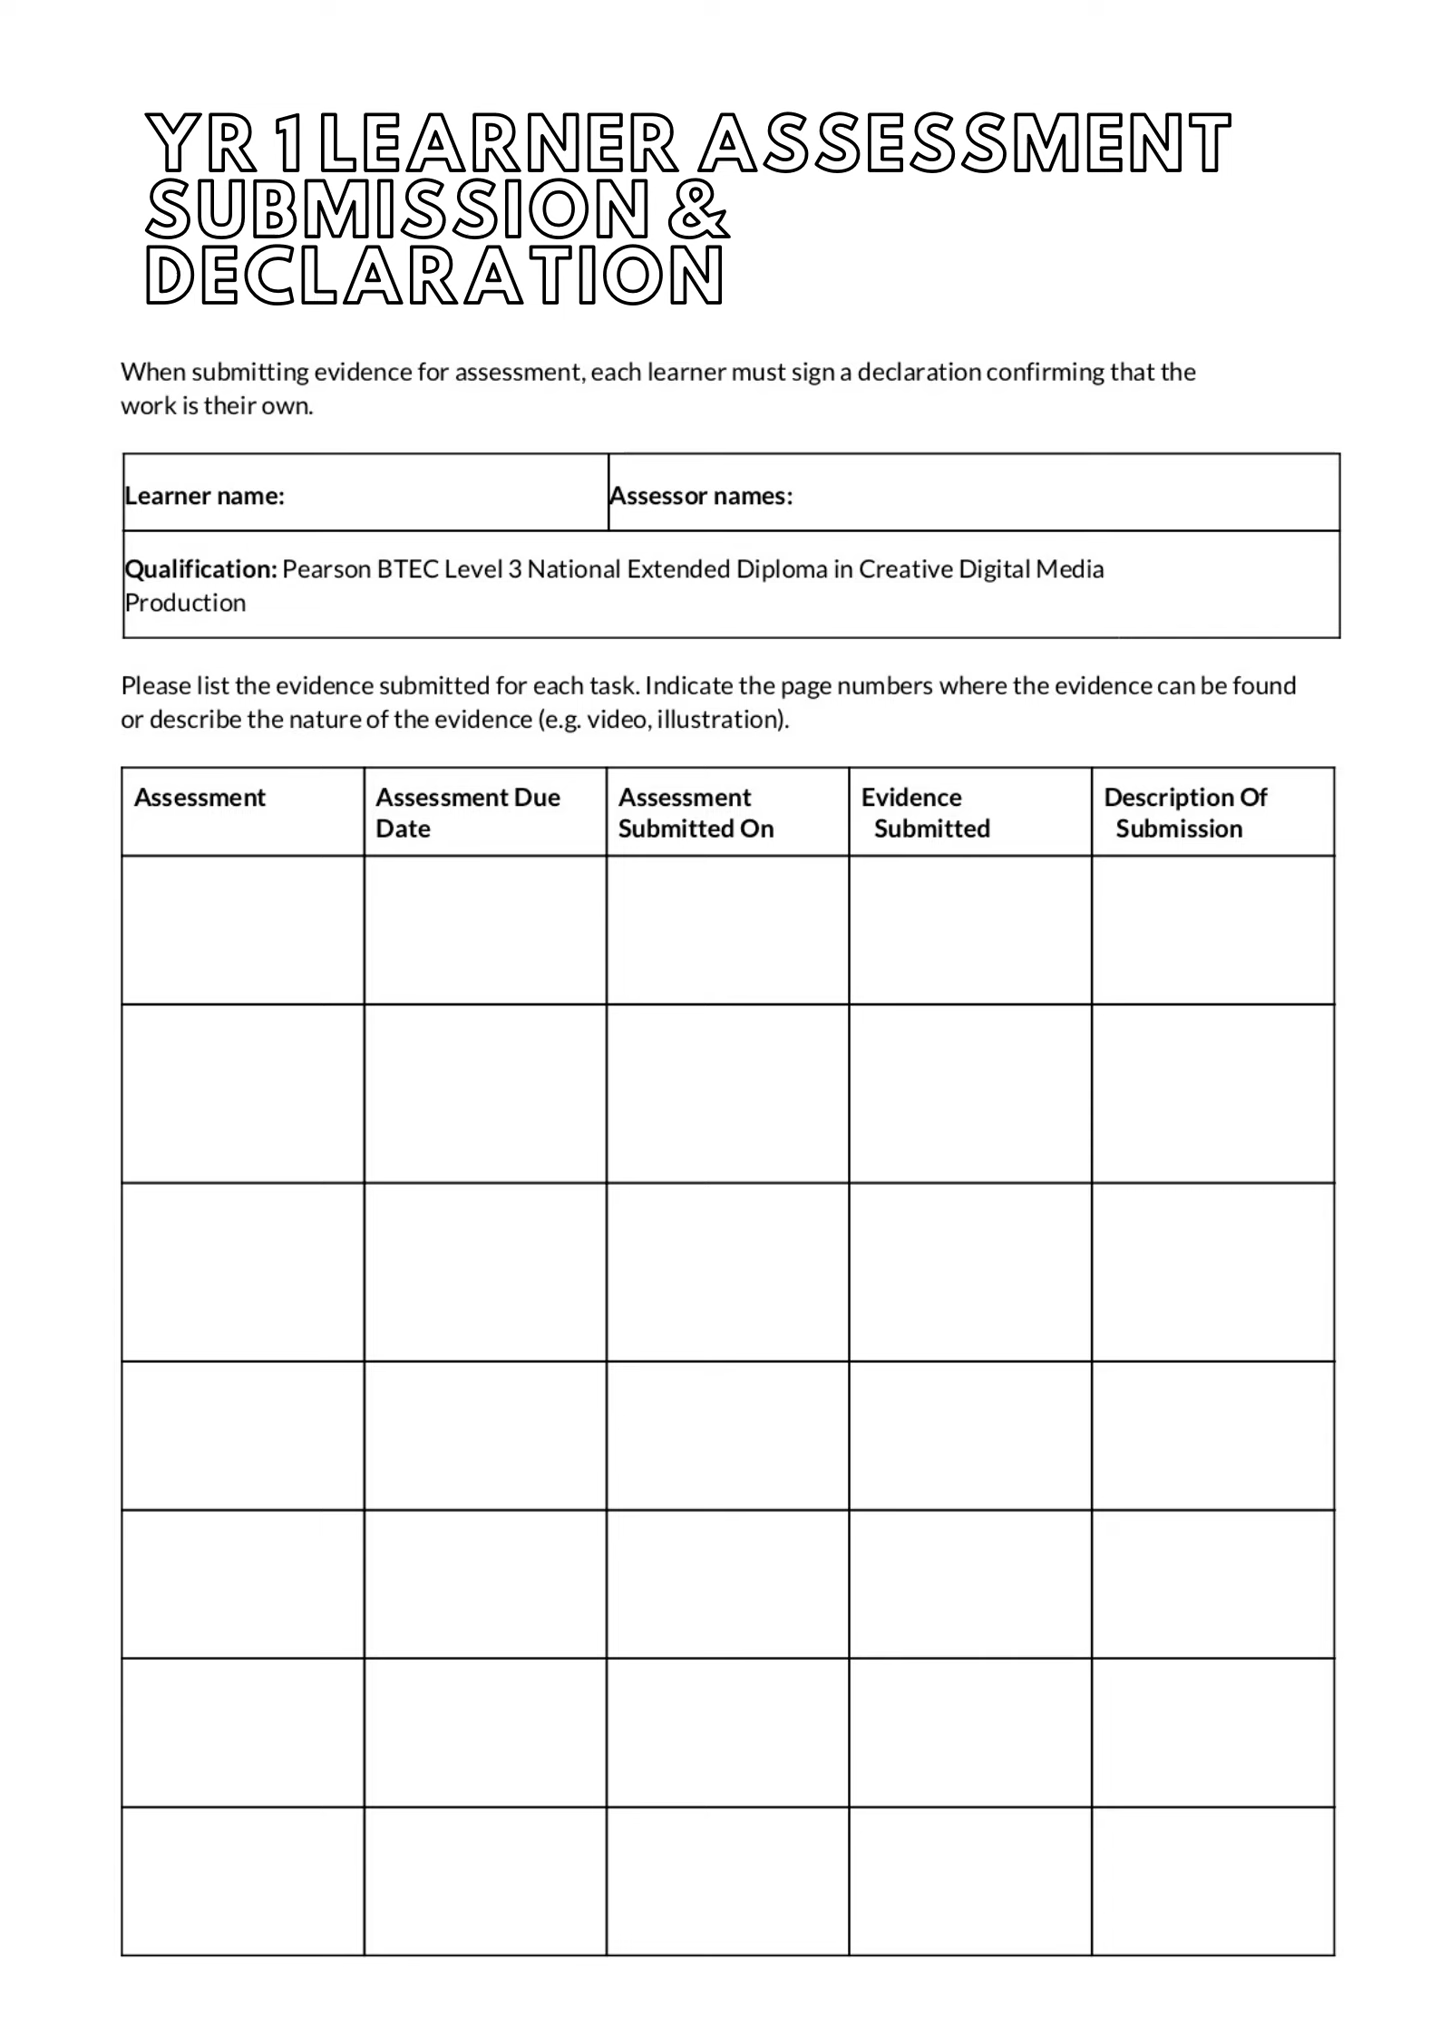 YR 1 LEARNER ASSESSMENT
SUBMISSION &
DECLARATION
When submitting evidence for assessment, each learner must sign a declaration confirming that the
work is their own.
Learner name:
Assessor names:
Qualification: Pearson BTEC Level 3 National Extended Diploma in Creative Digital Media
Production
Please list the evidence submitted for each task. Indicate the page numbers where the evidence can be found
or describe the nature of the evidence (e.g. video, illustration).
Assessment
Assessment Due
Date
Assessment
Submitted On
Evidence
Submitted
Description Of
Submission